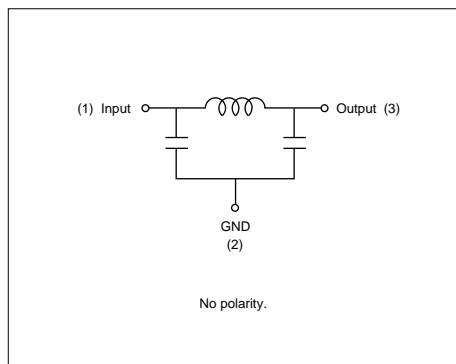 (1) Input Output (3)
GND
(2)
No polarity.